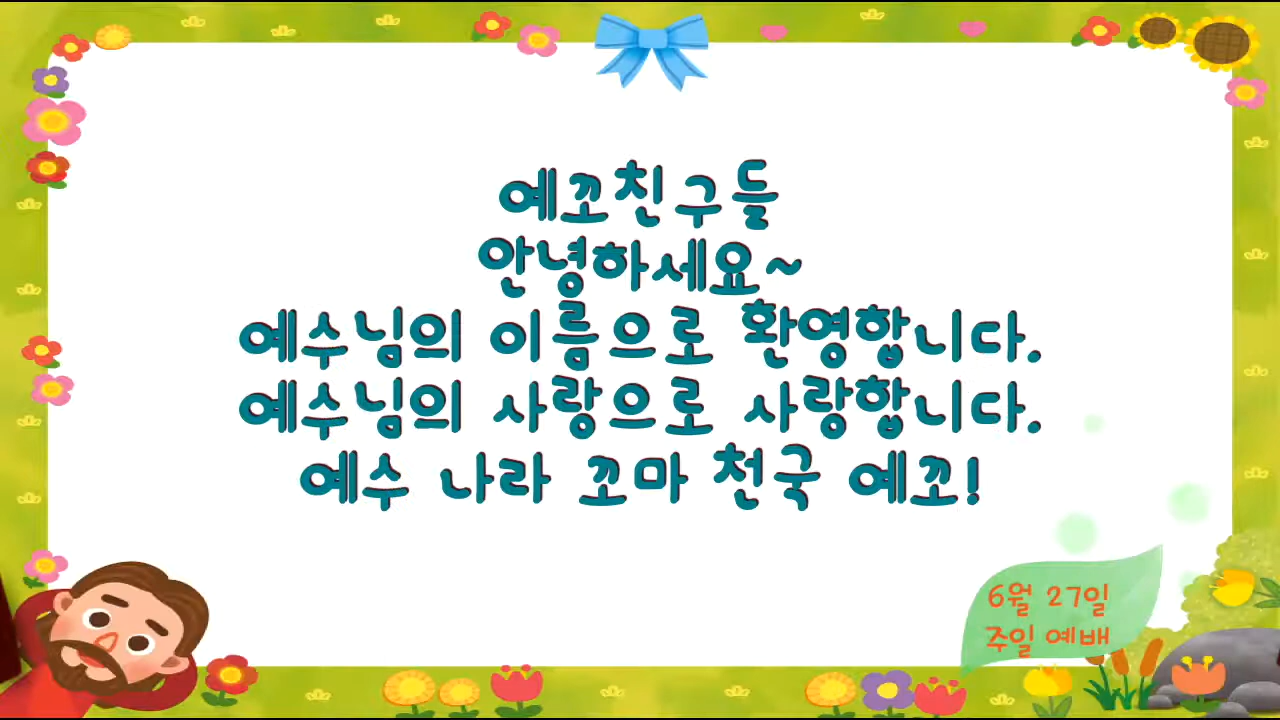 예꼬친구들
안녕하세요~
예수님의 이름으로 환영합니다.
예수님의 사랑으로 사랑합니다.
예수 나라 꼬마 천국 예꼬!
6월 27일
주일 예배